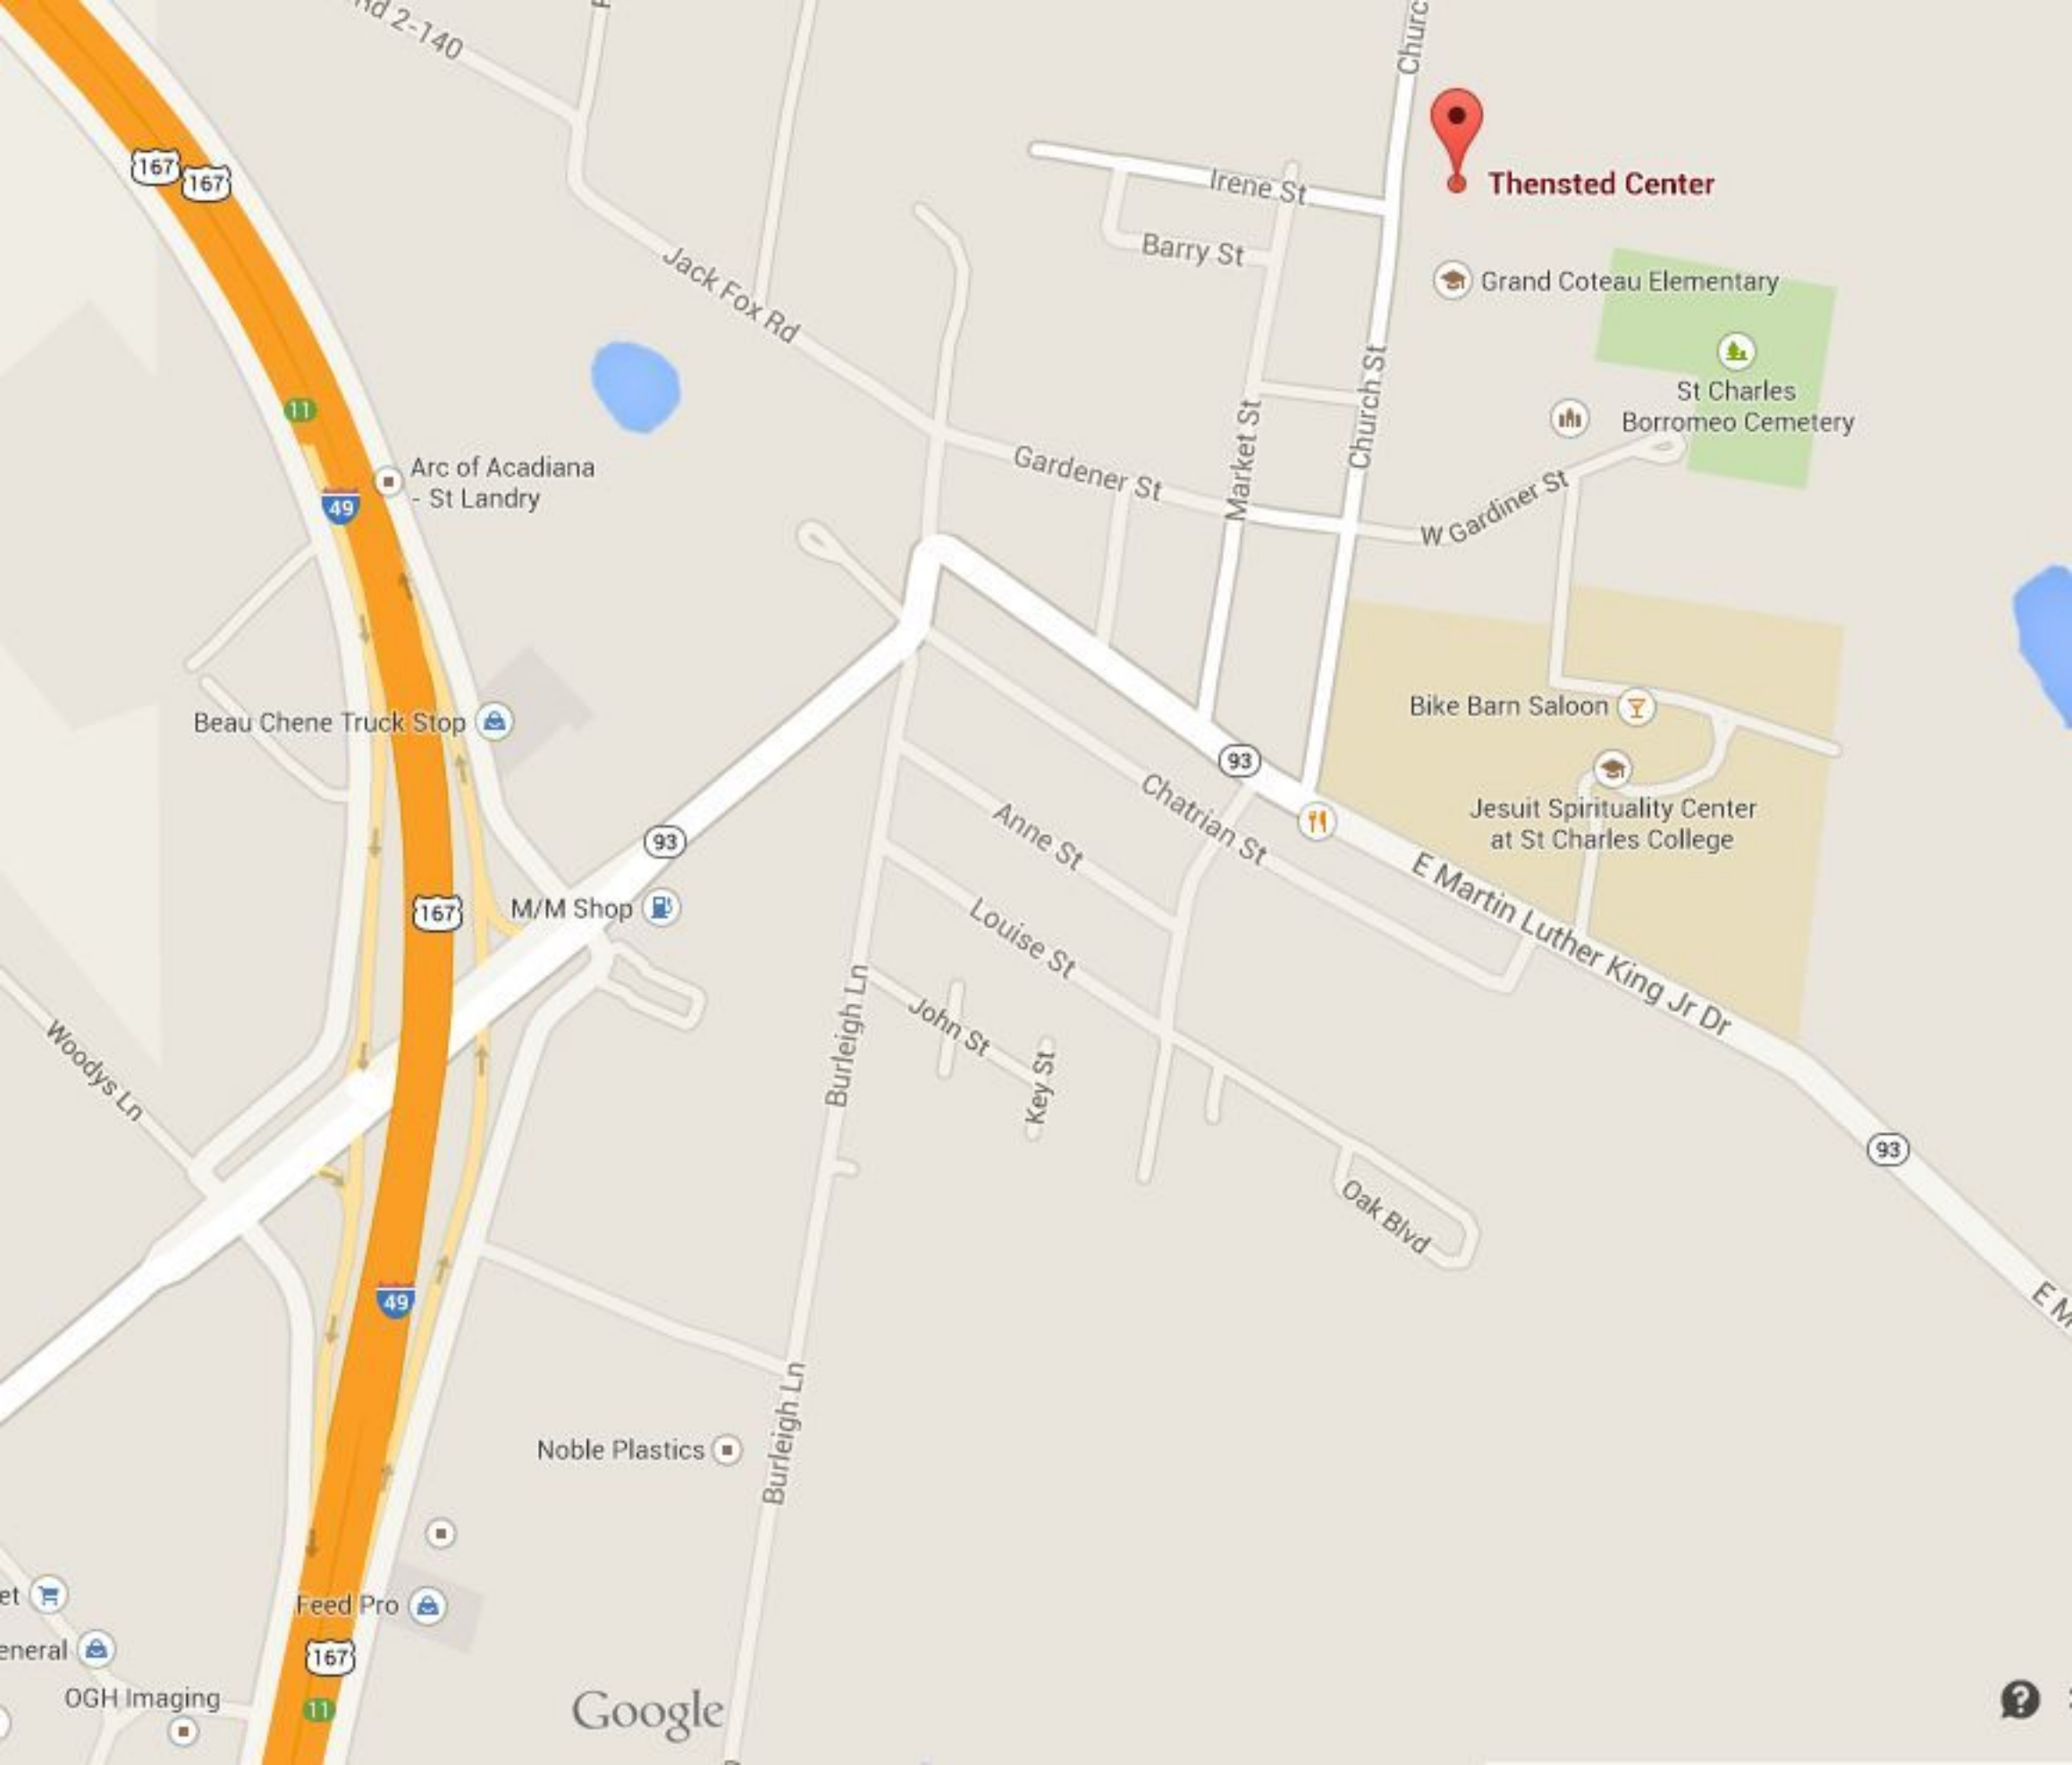 Rd 2-140
Churc
167
167
Irene St
Thensted Center
Barry St
Jack Fox Rd
Grand Coteau Elementary
Church St
St Charles
Borromeo Cemetery
11
Market St
Arc of Acadiana
- St Landry
49
Gardener St
W Gardiner St
Beau Chene Truck Stop
Bike Barn Saloon
93
Chatrian St
Jesuit Spirituality Center
at St Charles College
Anne St
93
E Martin Luther King Jr Dr
167
M/M Shop
Louise St
Burleigh Ln
John St
Key St
Woodys Ln
93
Oak Blvd
49
E M
Burleigh Ln
Noble Plastics
et
Feed Pro
eneral
167
OGH Imaging
11
Google
?